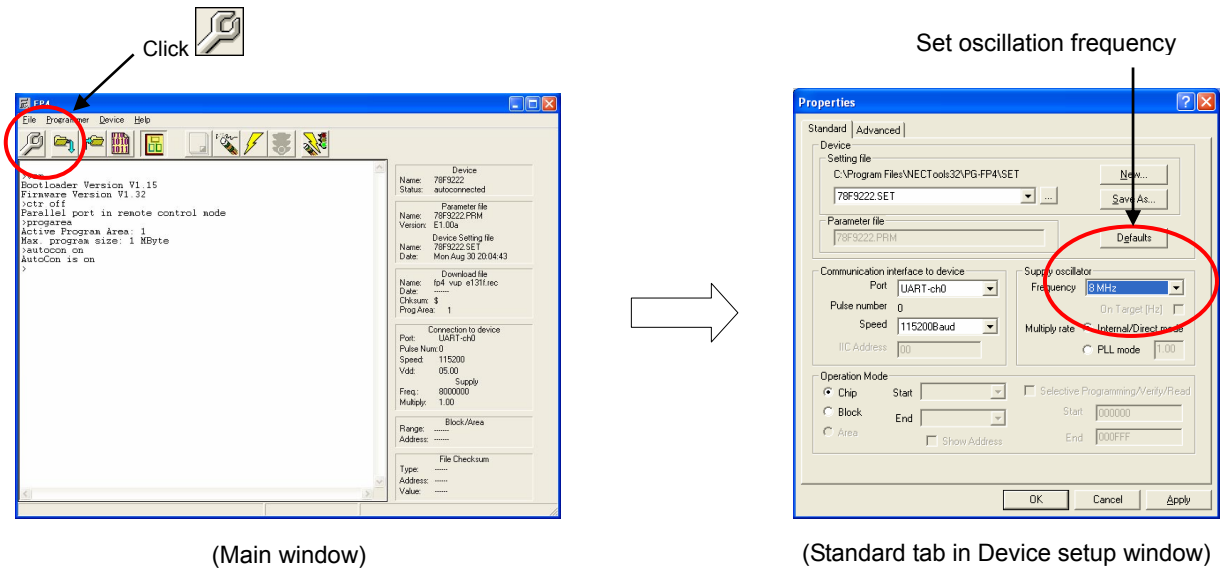 Click
Set oscillation frequency
FP4
File Programmer Device Help
>ver
Bootloader Version V1.15
Firmware Version V1.32
>ctr off
Parallel port in remote control mode
>progarea
Active Program Area: 1
Max. program size: 1 MByte
>autocon on
AutoCon is on
>
Device
Name: 78F9222
Status: autoconnected
Parameter file
Name: 78F9222.PRM
Version: E1.00a
Device Setting file
Name: 78F9222.SET
Date: Mon Aug 30 20:04:43
Download file
Name: fp4_vup_e131f.rec
Date: ------
Chksum: $
Prog Area: 1
Connection to device
Port: UART-ch0
Pulse Num: 0
Speed: 115200
Vdd: 05.00
Supply
Freq.: 8000000
Multiply: 1.00
Block/Area
Range: ------
Address: ------
File Checksum
Type: ------
Address: ------
Value: ------
(Main window)
Properties
Standard Advanced
Device
Setting file
C:\Program Files\NECTools32\PG-FP4\SET
New...
78F9222.SET
...
Save As...
Parameter file
78F9222.PRM
Defaults
Communication interface to device
Port UART-ch0
Pulse number 0
Speed 115200Baud
IIC Address 00
Supply oscillator
Frequency 8 MHz
On Target [Hz]
Multiply rate Internal/Direct mode
PLL mode 1.00
Operation Mode
Chip Start
Block End
Area
Show Address
Selective Programming/Verify/Read
Start 000000
End 000FFF
OK Cancel Apply
(Standard tab in Device setup window)